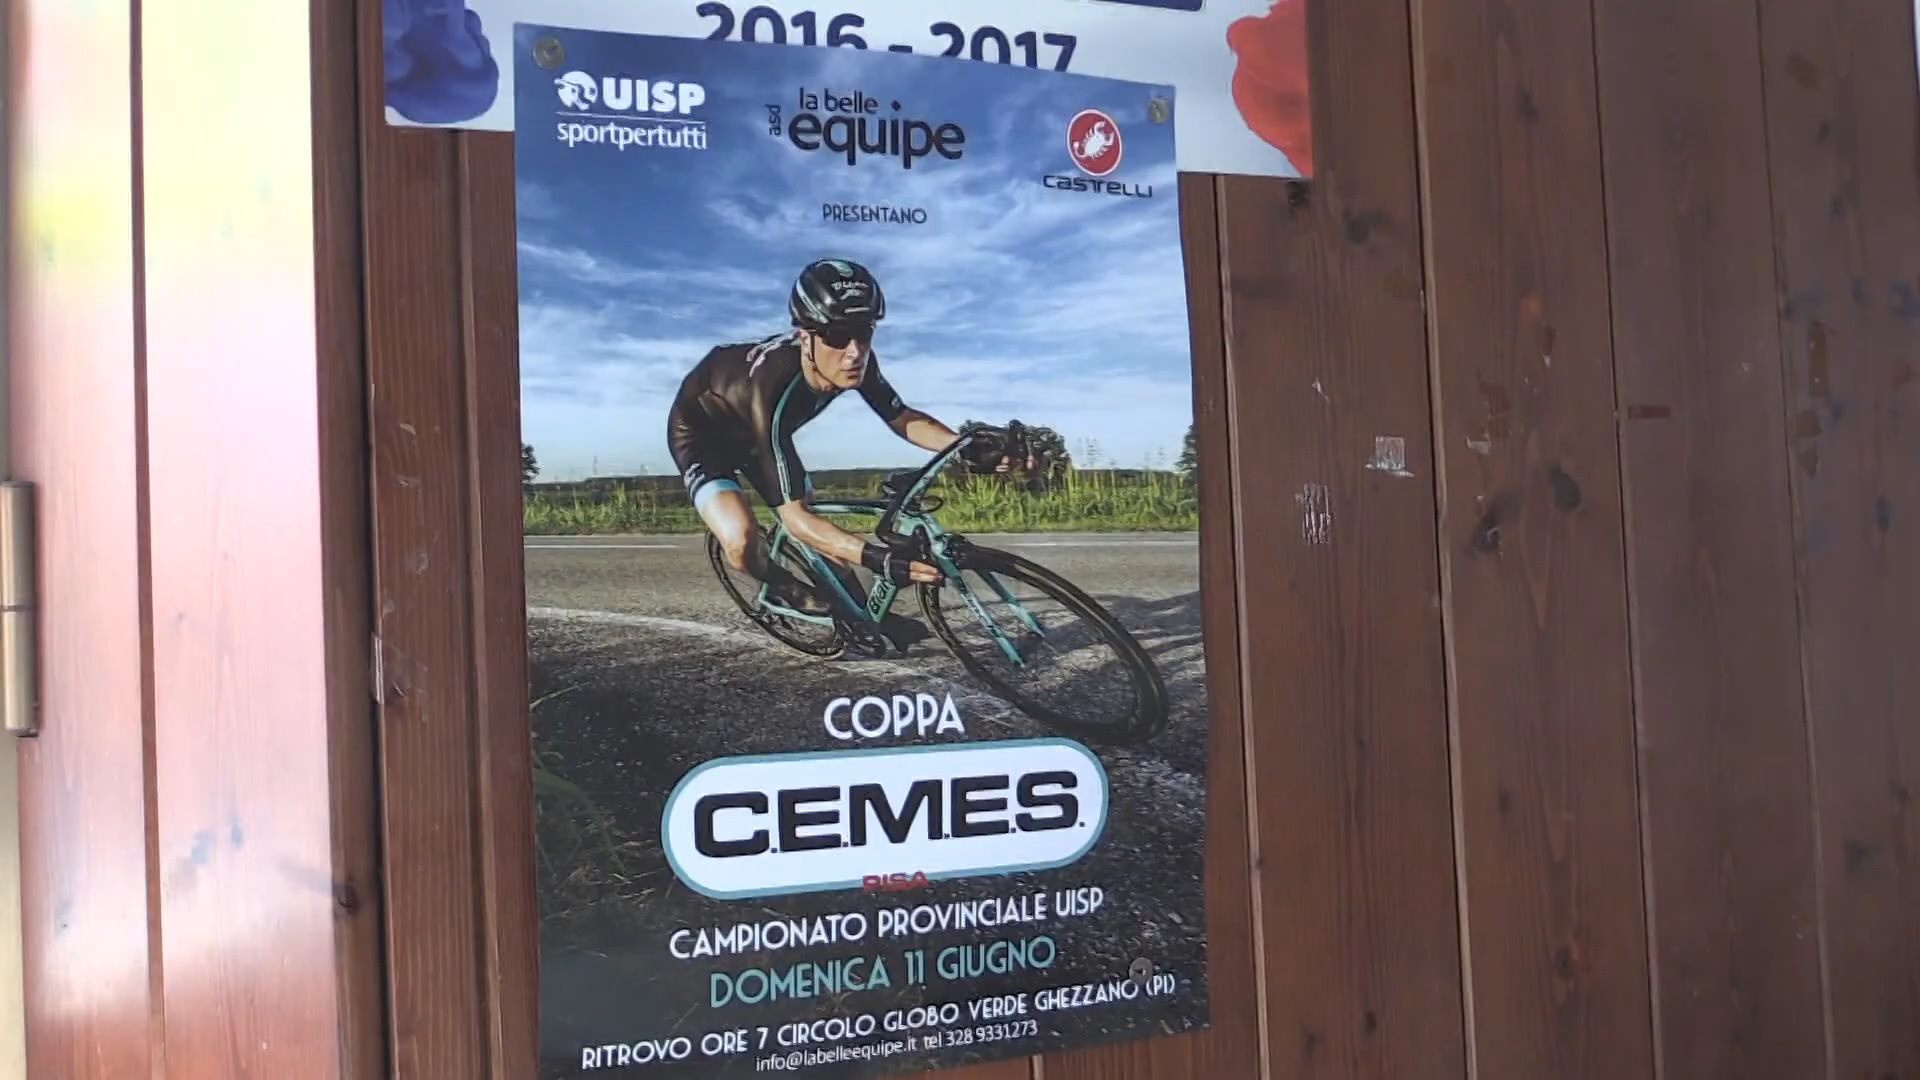 2016 - 2017
UISP
sportpertutti
asd
la belle
equipe
CASTELLI
PRESENTANO
COPPA
C.E.M.E.S.
PISA
CAMPIONATO PROVINCIALE UISP
DOMENICA 11 GIUGNO
RITROVO ORE 7 CIRCOLO GLOBO VERDE GHEZZANO (PI)
info@labelleequipe.it tel 328 9331273